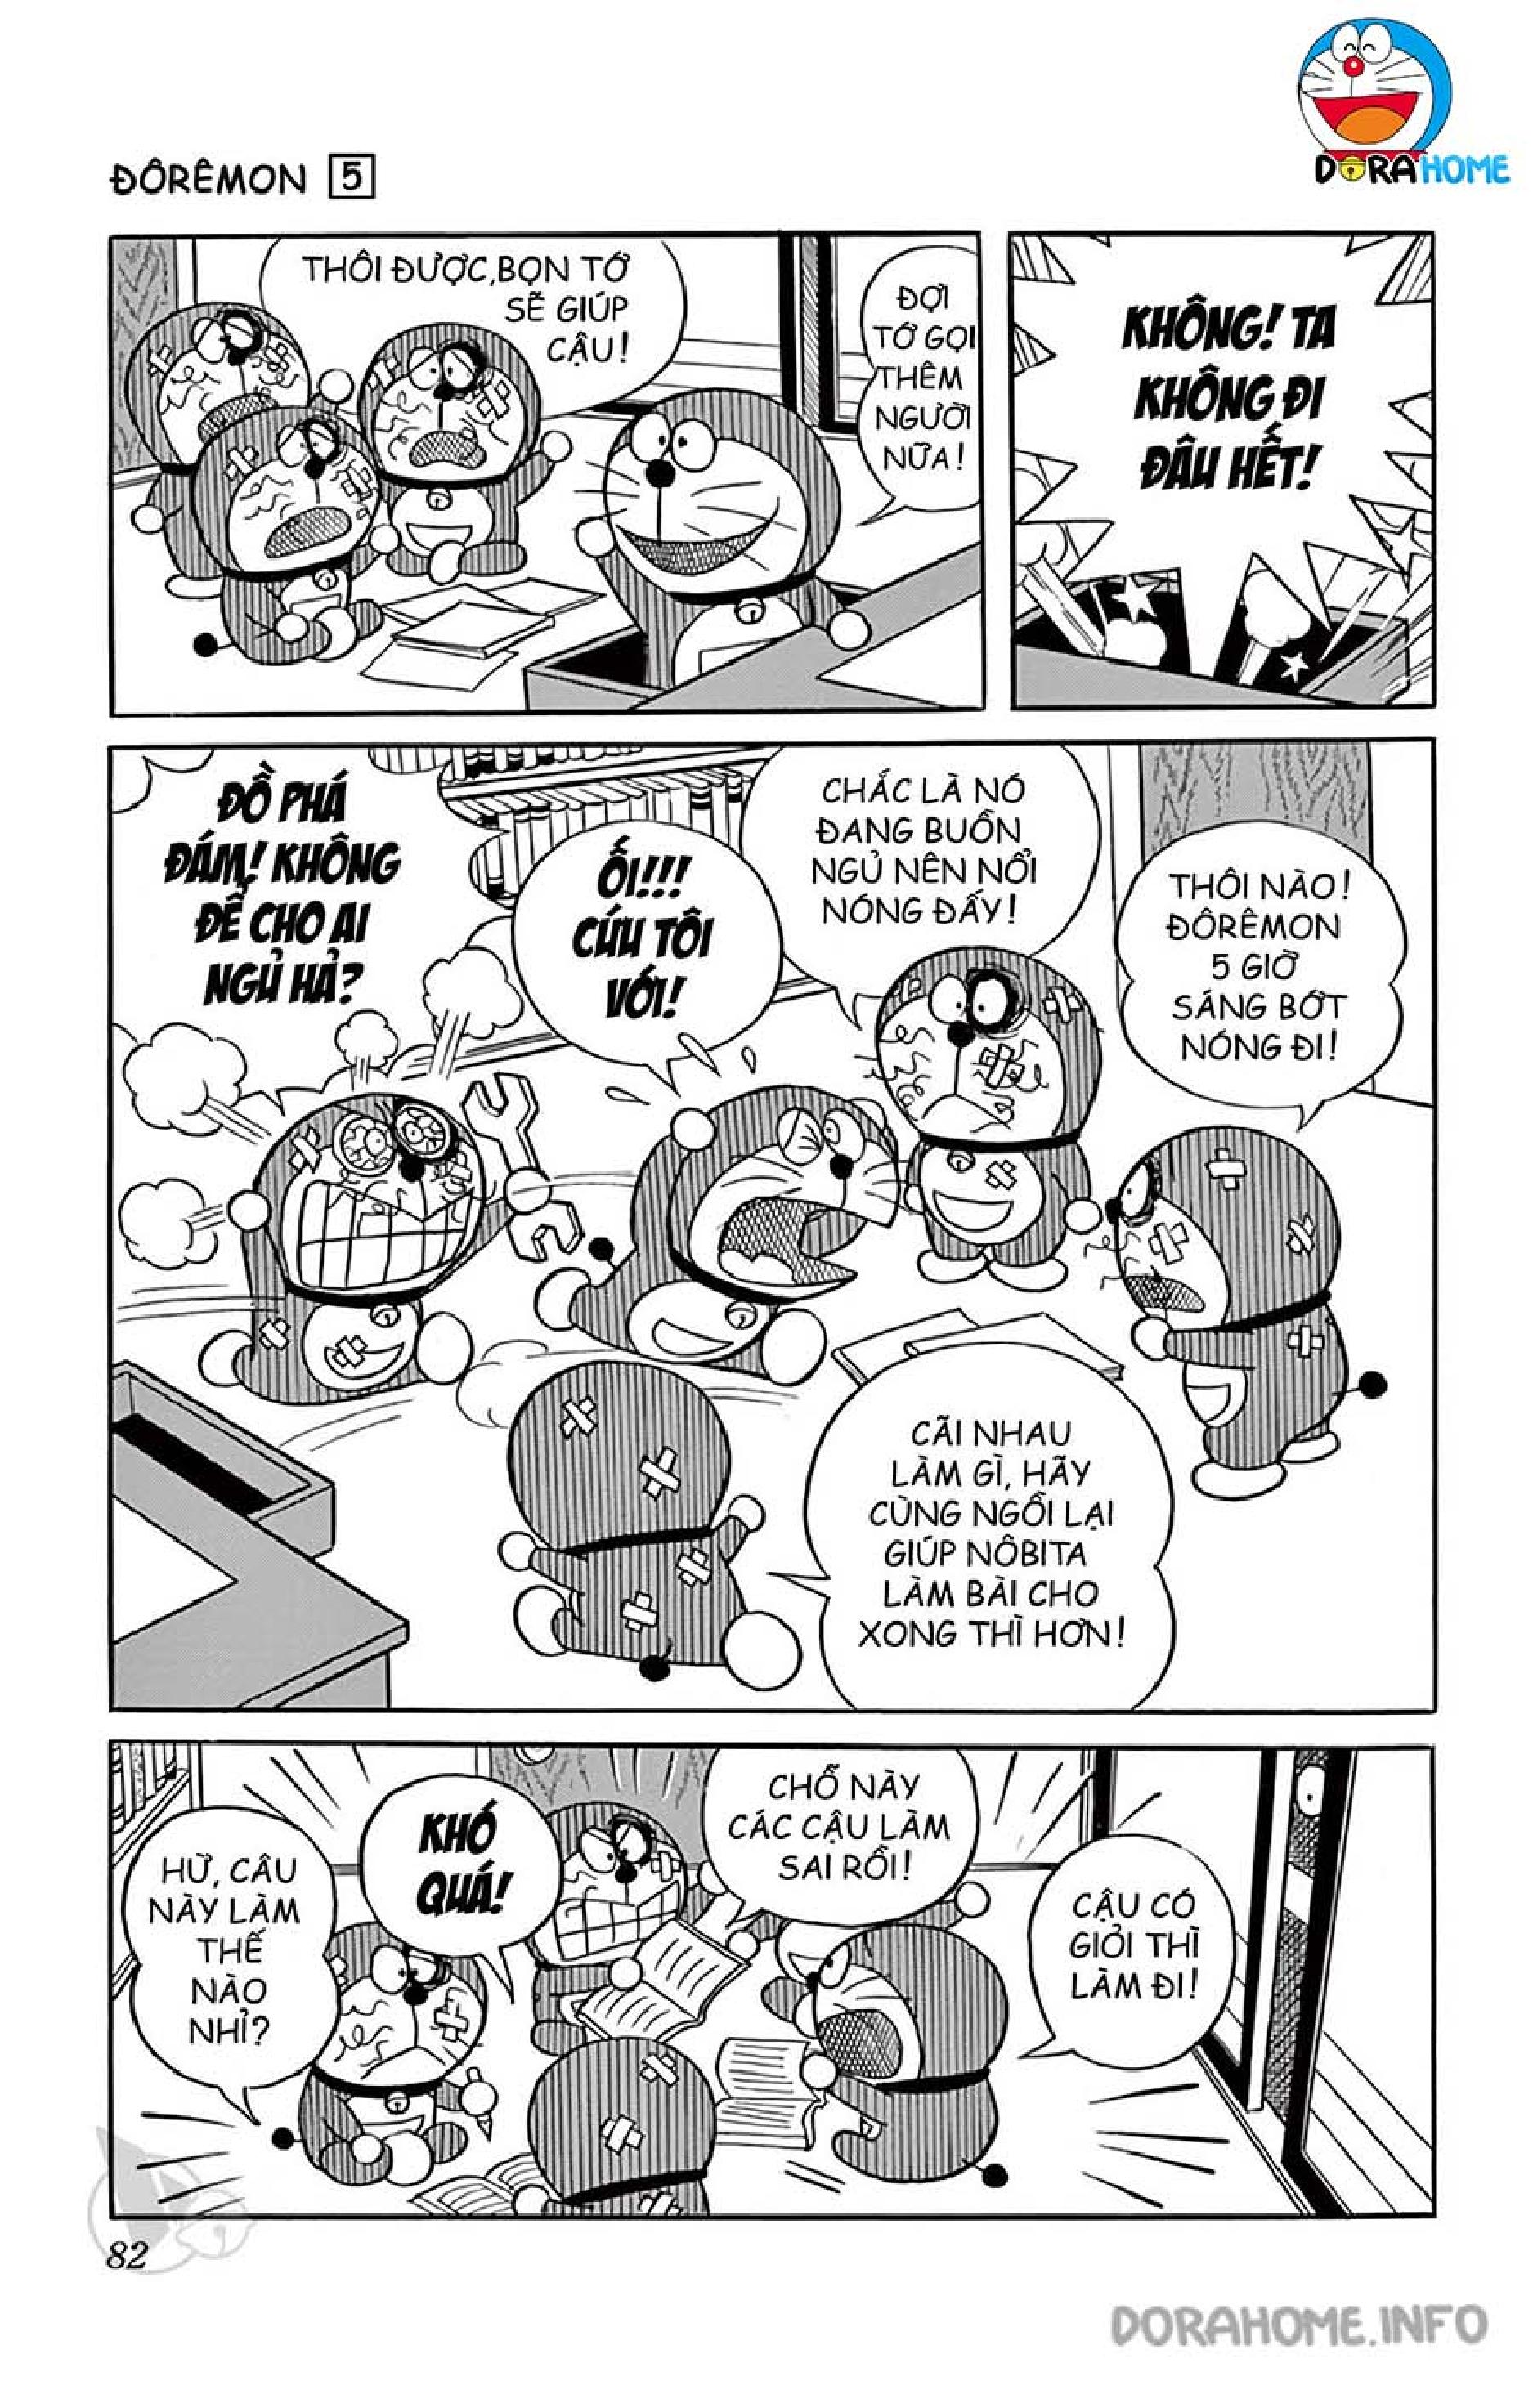 DORAHOME
ĐÔRÊMON 5
THÔI ĐƯỢC, BỌN TỚ
SẼ GIÚP
CẬU!
ĐỢI
TỚ GỌI
THÊM
NGƯỜI
NỮA!
KHÔNG! TA
KHÔNG ĐI
ĐÂU HẾT!
ĐỒ PHÁ
ĐÁM! KHÔNG
ĐỂ CHO AI
NGỦ HẢ?
ỐI!!!
CỨU TÔI
VỚI!
CHẮC LÀ NÓ
ĐANG BUỒN
NGỦ NÊN NỔI
NÓNG ĐẤY!
THÔI NÀO!
ĐÔRÊMON
5 GIỜ
SÁNG BỚT
NÓNG ĐI!
CÃI NHAU
LÀM GÌ, HÃY
CÙNG NGỒI LẠI
GIÚP NÔBITA
LÀM BÀI CHO
XONG THÌ HƠN!
HỪ, CÂU
NÀY LÀM
THẾ
NÀO
NHỈ?
KHÓ
QUÁ!
CHỖ NÀY
CÁC CẬU LÀM
SAI RỒI!
CẬU CÓ
GIỎI THÌ
LÀM ĐI!
82
DORAHOME.INFO